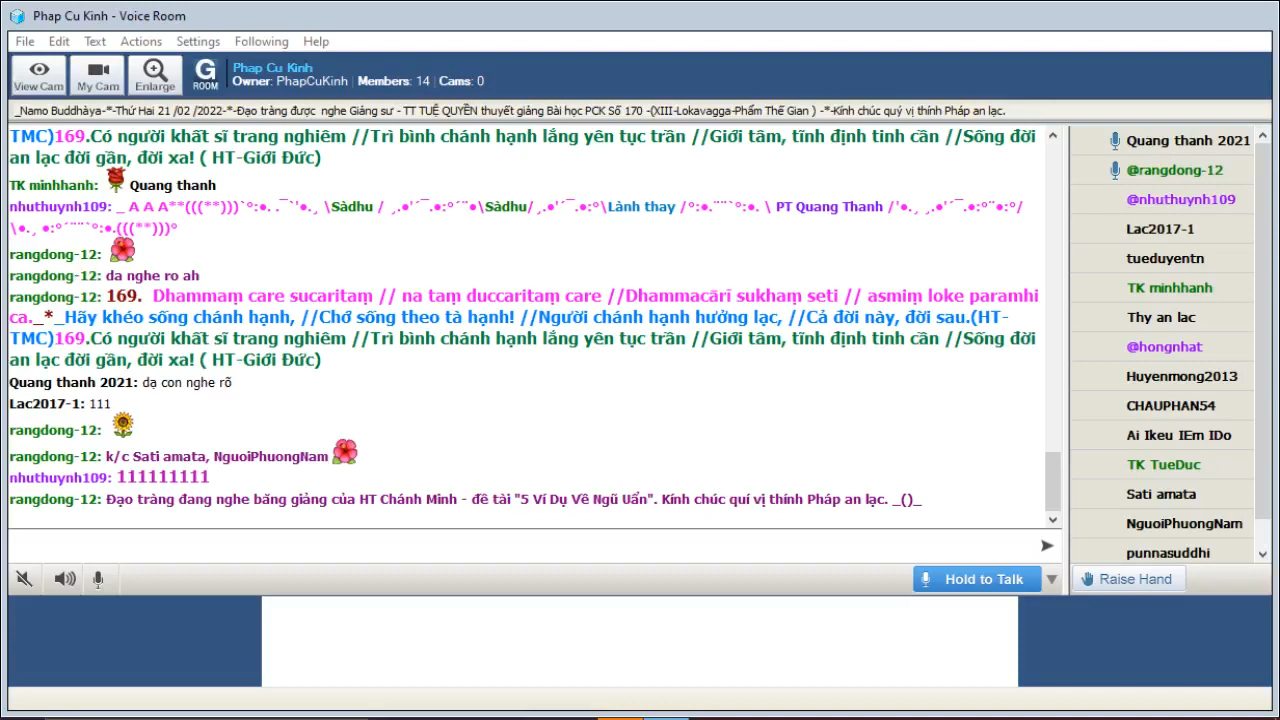 Phap Cu Kinh - Voice Room
File Edit Text Actions Settings Following Help
View Cam My Cam Enlarge G ROOM
Phap Cu Kinh
Owner: PhapCuKinh | Members: 14 | Cams: 0
_Namo Buddhàya-*-Thứ Hai 21 /02 /2022-*-Đạo tràng được nghe Giảng sư - TT TUỆ QUYỀN thuyết giảng Bài học PCK Số 170 -(XIII-Lokavagga-Phẩm Thế Gian ) -*-Kính chúc quý vị thính Pháp an lạc.
TMC)169.Có người khất sĩ trang nghiêm //Trì bình chánh hạnh lắng yên tục trần //Giới tâm, tĩnh định tinh cần //Sống đời
an lạc đời gần, đời xa! ( HT-Giới Đức)
TK minhhanh: Quang thanh
nhuthuynh109: _ A A A**(((**)))`°:●. .¯`'●.¸ \Sàdhu / ¸.●'´¯.●:°´¨●\Sàdhu/¸.●'´¯.●:°\Lành thay /°:●.¨¨`°:●. \ PT Quang Thanh /'●.¸ ¸.●'´¯.●:°¨●:°/
\●.¸ ●:°´¨¨`°:●.(((**)))°
rangdong-12:
rangdong-12: da nghe ro ah
rangdong-12: 169. Dhammaṃ care sucaritaṃ // na taṃ duccaritaṃ care //Dhammacārī sukhaṃ seti // asmiṃ loke paramhi
ca._*_Hãy khéo sống chánh hạnh, //Chớ sống theo tà hạnh! //Người chánh hạnh hưởng lạc, //Cả đời này, đời sau.(HT-
TMC)169.Có người khất sĩ trang nghiêm //Trì bình chánh hạnh lắng yên tục trần //Giới tâm, tĩnh định tinh cần //Sống đời
an lạc đời gần, đời xa! ( HT-Giới Đức)
Quang thanh 2021: dạ con nghe rõ
Lac2017-1: 111
rangdong-12:
rangdong-12: k/c Sati amata, NguoiPhuongNam
nhuthuynh109: 111111111
rangdong-12: Đạo tràng đang nghe băng giảng của HT Chánh Minh - đề tài "5 Ví Dụ Về Ngũ Uẩn". Kính chúc quí vị thính Pháp an lạc. _()_
Quang thanh 2021
@rangdong-12
@nhuthuynh109
Lac2017-1
tueduyentn
TK minhhanh
Thy an lac
@hongnhat
Huyenmong2013
CHAUPHAN54
Ai Ikeu IEm IDo
TK TueDuc
Sati amata
NguoiPhuongNam
punnasuddhi
Hold to Talk
Raise Hand